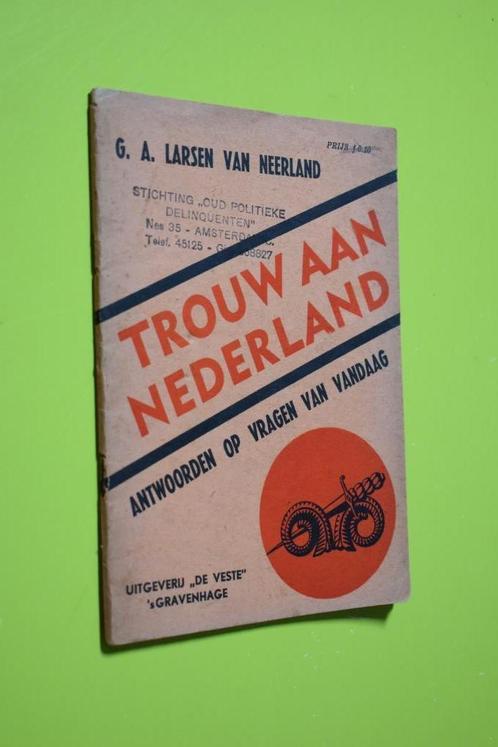 PRIJS f 0.10
G. A. LARSEN VAN NEERLAND
STICHTING „OUD POLITIEKE
DELINQUENTEN"
Nes 35 - AMSTERDAM
Telef. 45125 -
TROUW AAN
NEDERLAND
ANTWOORDEN OP VRAGEN VAN VANDAAG
UITGEVERIJ „DE VESTE"
'sGRAVENHAGE